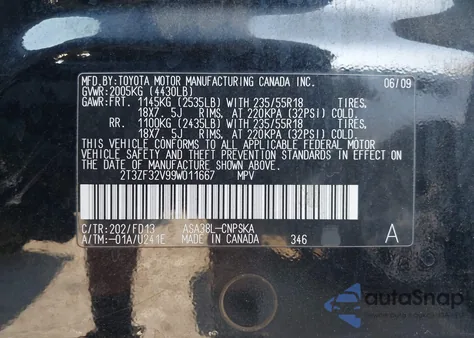 MFD.BY:TOYOTA MOTOR MANUFACTURING CANADA INC. 06/09
GVWR:2005KG (4430LB)
GAWR:FRT. 1145KG (2535LB) WITH 235/55R18 TIRES,
18X7.5J RIMS, AT 220KPA (32PSI) COLD.
RR. 1100KG (2435LB) WITH 235/55R18 TIRES,
18X7.5J RIMS, AT 220KPA (32PSI) COLD.
THIS VEHICLE CONFORMS TO ALL APPLICABLE FEDERAL MOTOR
VEHICLE SAFETY AND THEFT PREVENTION STANDARDS IN EFFECT ON
THE DATE OF MANUFACTURE SHOWN ABOVE.
2T3ZF32V99W011667 MPV
C/TR:202/FD13 ASA38L-CNPSKA
A/TM:-01A/U241E MADE IN CANADA 346 A
autoSnap